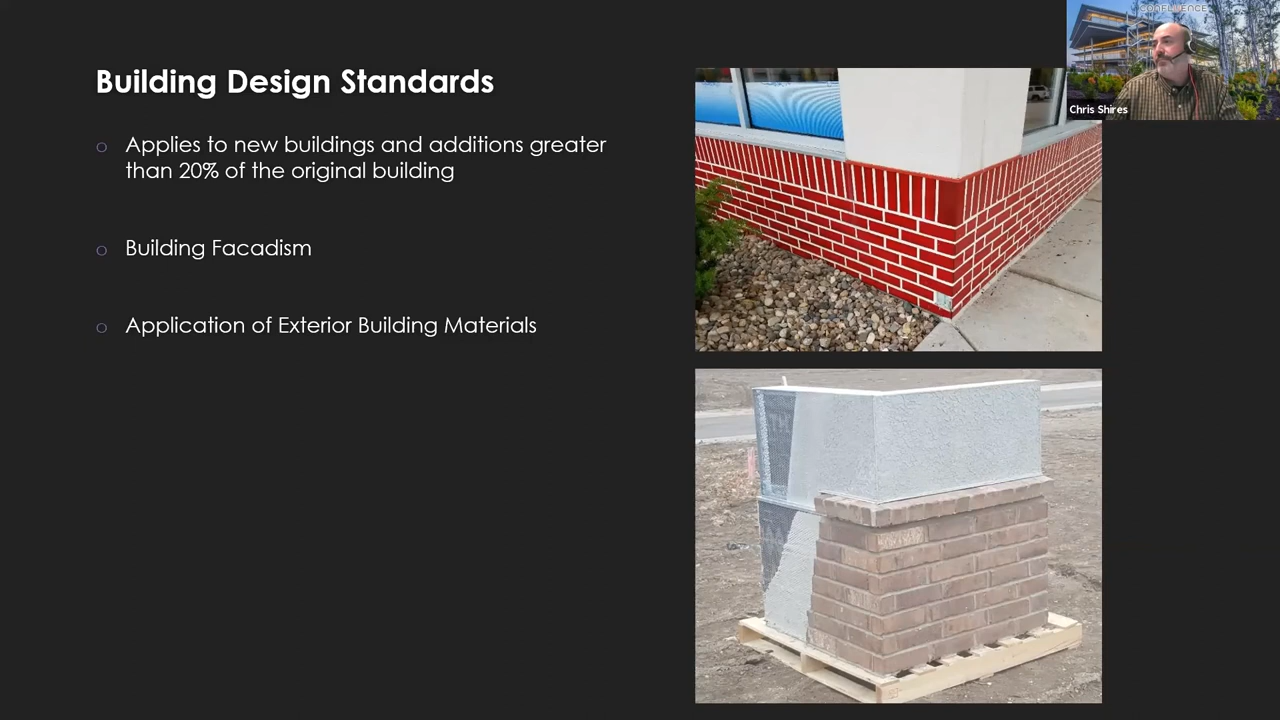 CONFLUENCE
Chris Shires
Building Design Standards
Applies to new buildings and additions greater
than 20% of the original building
Building Facadism
Application of Exterior Building Materials